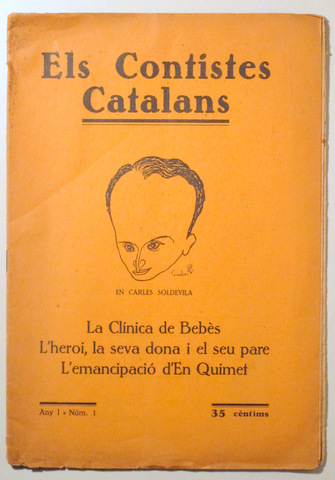 Els Contistes
Catalans
EN CARLES SOLDEVILA
La Clínica de Bebès
L'heroi, la seva dona i el seu pare
L'emancipació d'En Quimet
Any I • Núm. 1
35 cèntims